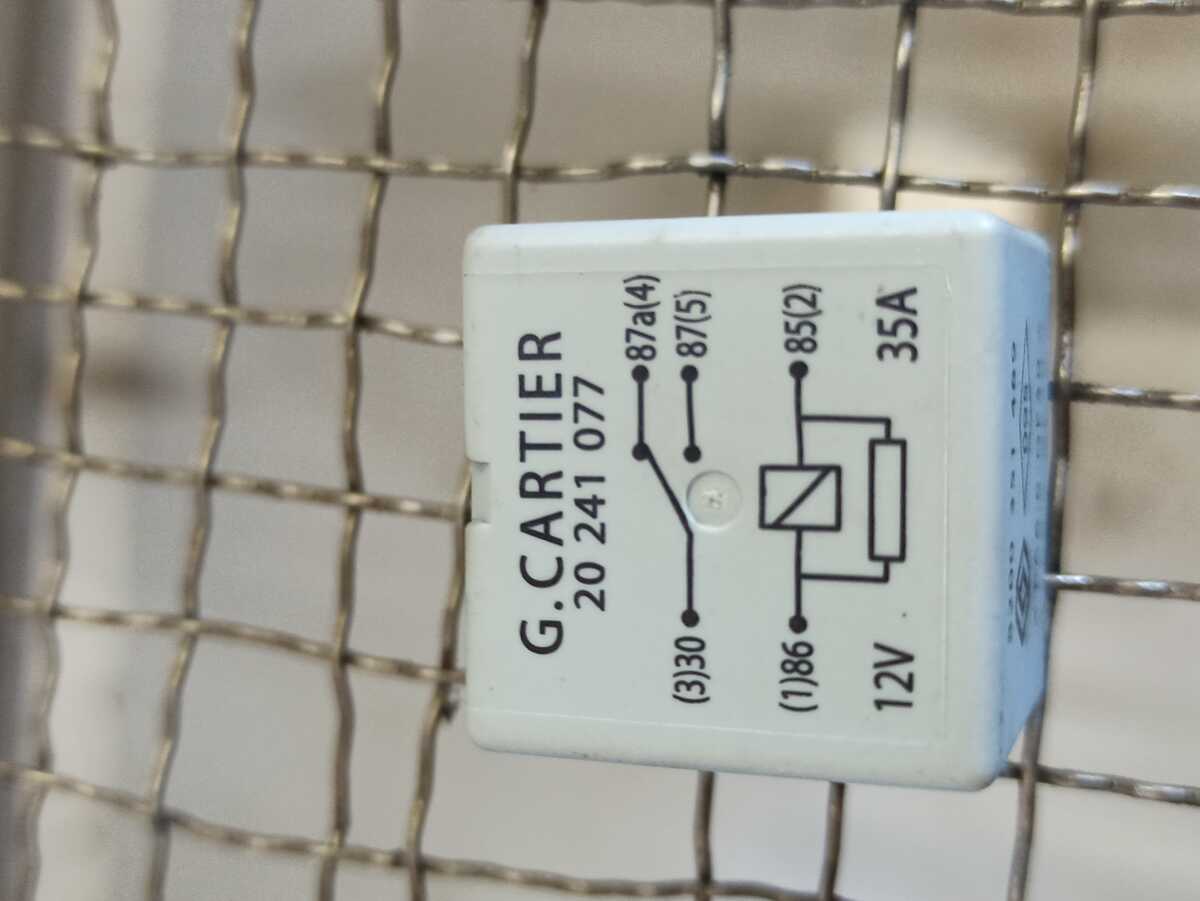 G.CARTIER
20 241 077
87a(4)
(3)30
87(5)
(1)86
85(2)
12V
35A